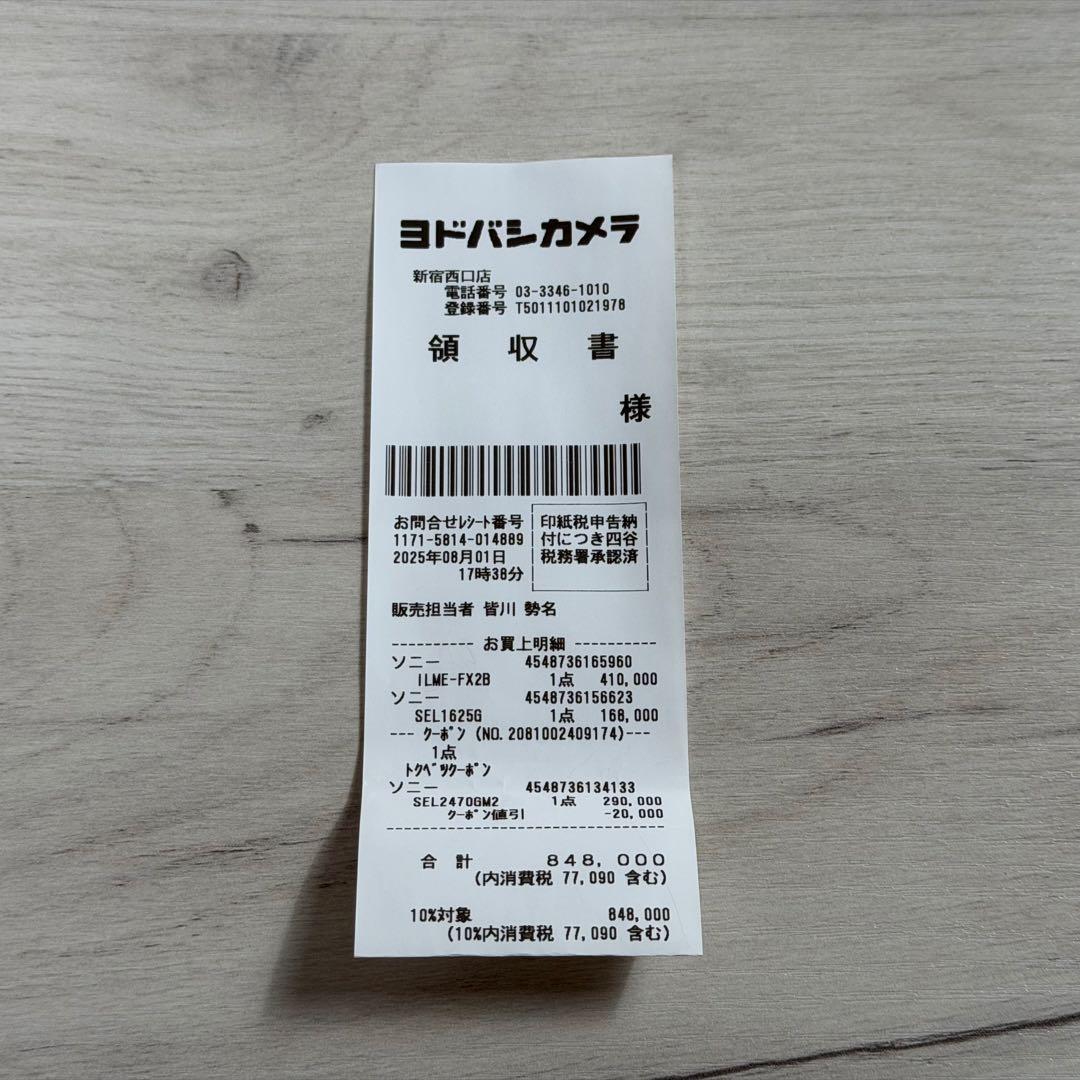 ヨドバシカメラ
新宿西口店
電話番号 03-3346-1010
登録番号 T5011101021978
領 収 書
様
お問合せﾚｼｰﾄ番号
1171-5814-014889
2025年08月01日
17時38分
印紙税申告納
付につき四谷
税務署承認済
販売担当者 皆川 勢名
---------- お買上明細 ----------
ソニー 4548736165960
ILME-FX2B 1点 410,000
ソニー 4548736156623
SEL1625G 1点 168,000
--- ｸｰﾎﾟﾝ (NO.2081002409174)---
1点
ﾄｸﾍﾞﾂｸｰﾎﾟﾝ
ソニー 4548736134133
SEL2470GM2 1点 290,000
ｸｰﾎﾟﾝ値引 -20,000
合 計 848,000
(内消費税 77,090 含む)
10%対象 848,000
(10%内消費税 77,090 含む)